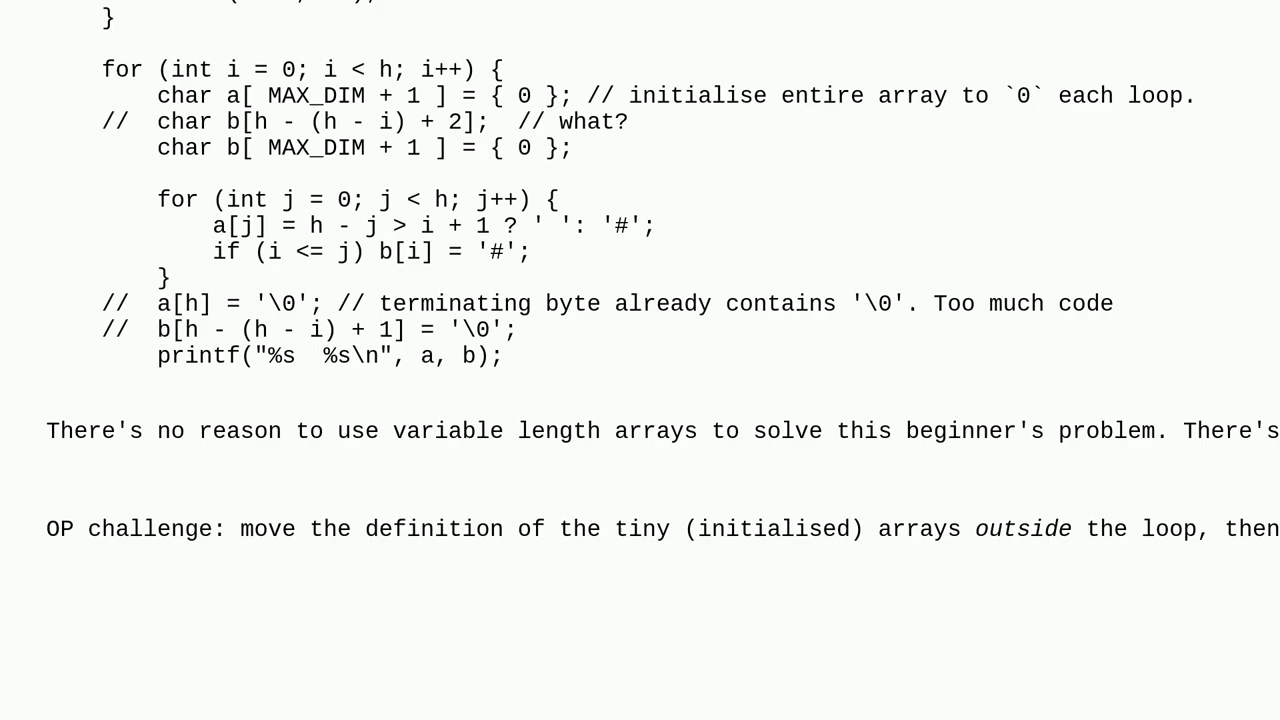 }
for (int i = 0; i < h; i++) {
char a[ MAX_DIM + 1 ] = { 0 }; // initialise entire array to `0` each loop.
//  char b[h - (h - i) + 2];  // what?
char b[ MAX_DIM + 1 ] = { 0 };
for (int j = 0; j < h; j++) {
a[j] = h - j > i + 1 ? ' ': '#';
if (i <= j) b[i] = '#';
}
//  a[h] = '\0'; // terminating byte already contains '\0'. Too much code
//  b[h - (h - i) + 1] = '\0';
printf("%s  %s\n", a, b);
There's no reason to use variable length arrays to solve this beginner's problem. There's
OP challenge: move the definition of the tiny (initialised) arrays outside the loop, then